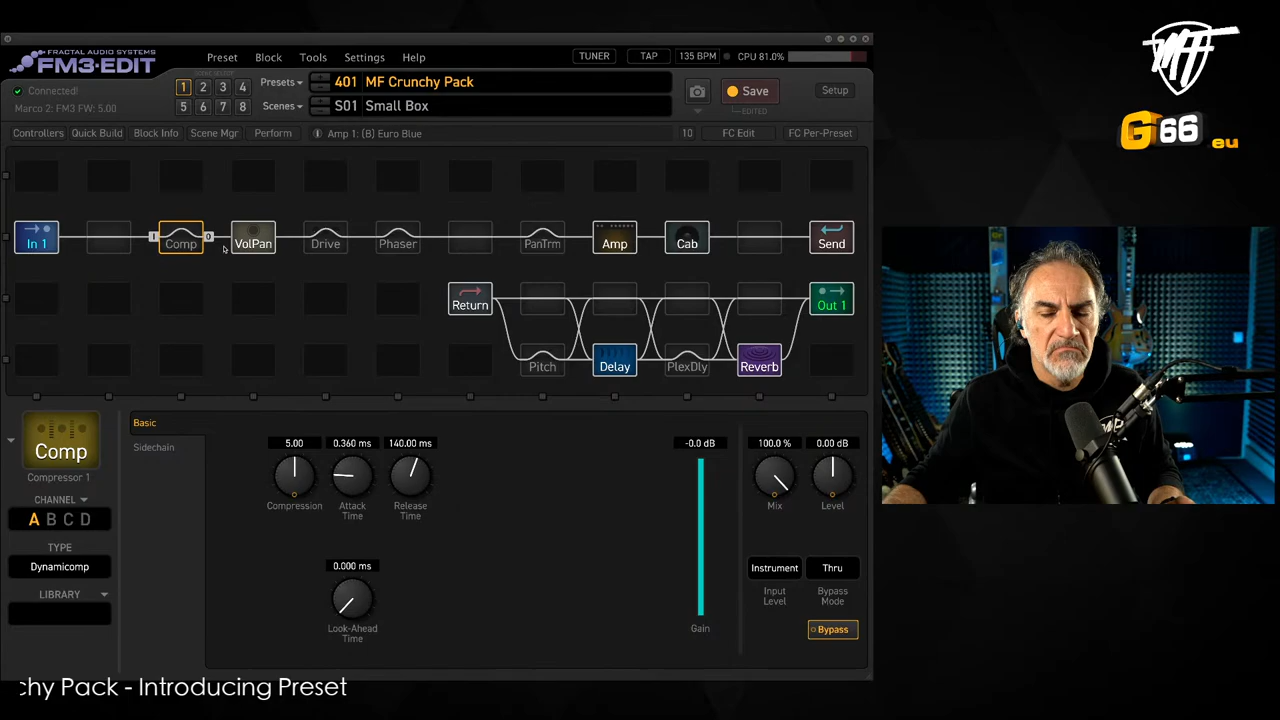 FRACTAL AUDIO SYSTEMS
FM3-EDIT
Preset Block Tools Settings Help
TUNER TAP 135 BPM CPU 81.0%
SCENE SELECT
1 2 3 4
5 6 7 8
Presets 401 MF Crunchy Pack
Scenes S01 Small Box
Save
EDITED
Setup
Connected!
Marco 2: FM3 FW: 5.00
Controllers Quick Build Block Info Scene Mgr Perform
Amp 1: (B) Euro Blue
10 FC Edit FC Per-Preset
In 1 Comp VolPan Drive Phaser PanTrm Amp Cab Send
I O
Return Out 1
Pitch Delay PlexDly Reverb
Comp
Compressor 1
CHANNEL
A B C D
TYPE
Dynamicomp
LIBRARY
Basic
Sidechain
5.00 0.360 ms 140.00 ms -0.0 dB 100.0 % 0.00 dB
Compression Attack Time Release Time Mix Level
0.000 ms
Look-Ahead Time
Gain
Instrument Thru
Input Level Bypass Mode
Bypass
chy Pack - Introducing Preset
MF
G66
eu